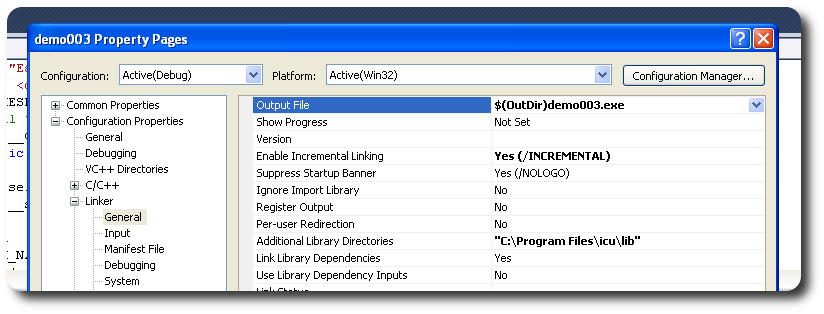 demo003 Property Pages
Configuration: Active(Debug) Platform: Active(Win32) Configuration Manager...
Common Properties
Configuration Properties
General
Debugging
VC++ Directories
C/C++
Linker
General
Input
Manifest File
Debugging
System
Output File $(OutDir)demo003.exe
Show Progress Not Set
Version
Enable Incremental Linking Yes (/INCREMENTAL)
Suppress Startup Banner Yes (/NOLOGO)
Ignore Import Library No
Register Output No
Per-user Redirection No
Additional Library Directories "C:\Program Files\icu\lib"
Link Library Dependencies Yes
Use Library Dependency Inputs No
Link Status